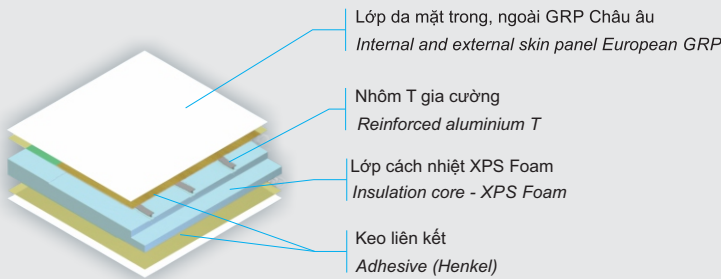 Lớp da mặt trong, ngoài GRP Châu âu
Internal and external skin panel European GRP
Nhôm T gia cường
Reinforced aluminium T
Lớp cách nhiệt XPS Foam
Insulation core - XPS Foam
Keo liên kết
Adhesive (Henkel)